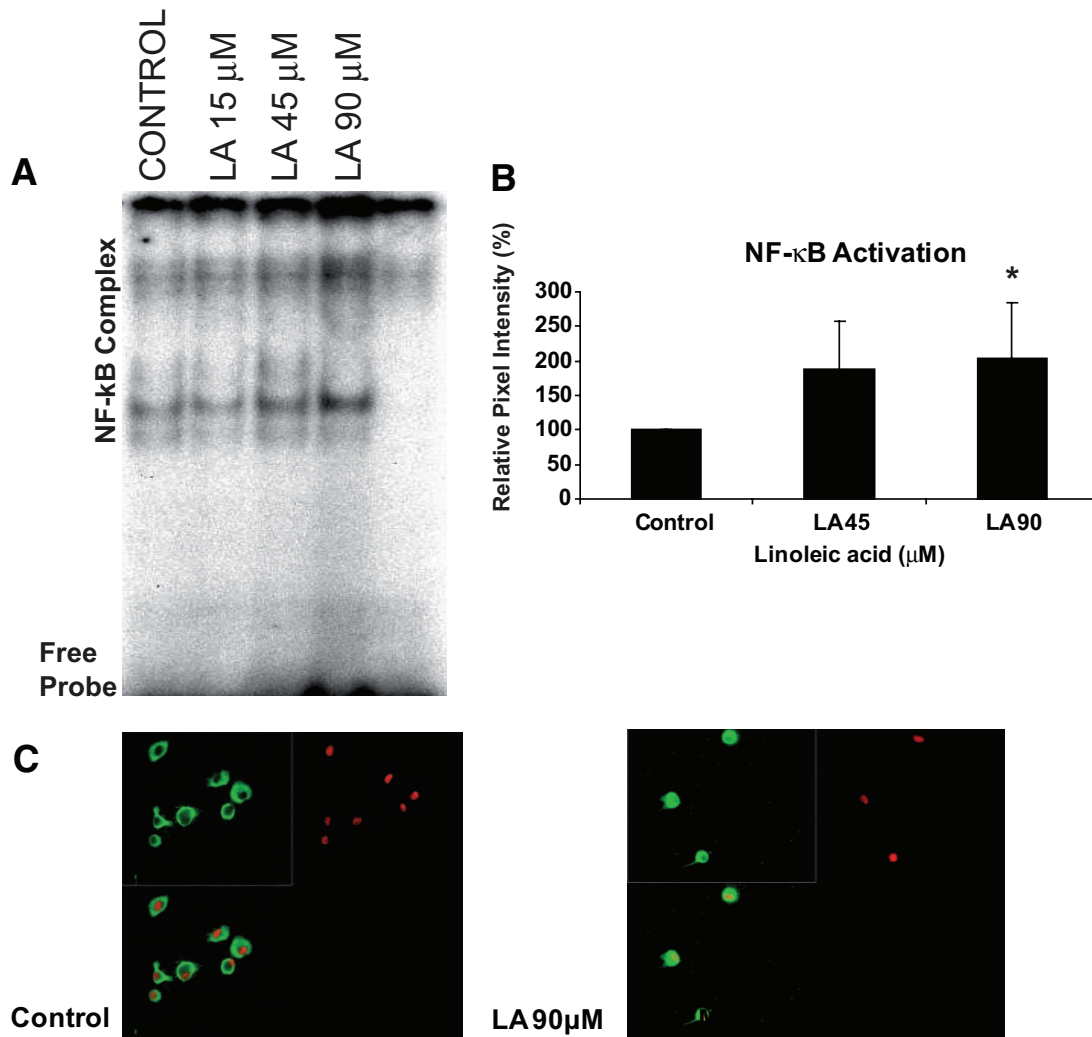 A
CONTROL
LA 15 μM
LA 45 μM
LA 90 μM
NF-kB Complex
Free
Probe
B
NF-κB Activation
*
Relative Pixel Intensity (%)
300
250
200
150
100
50
0
Control
LA45
LA90
Linoleic acid (μM)
C
Control
LA 90μM